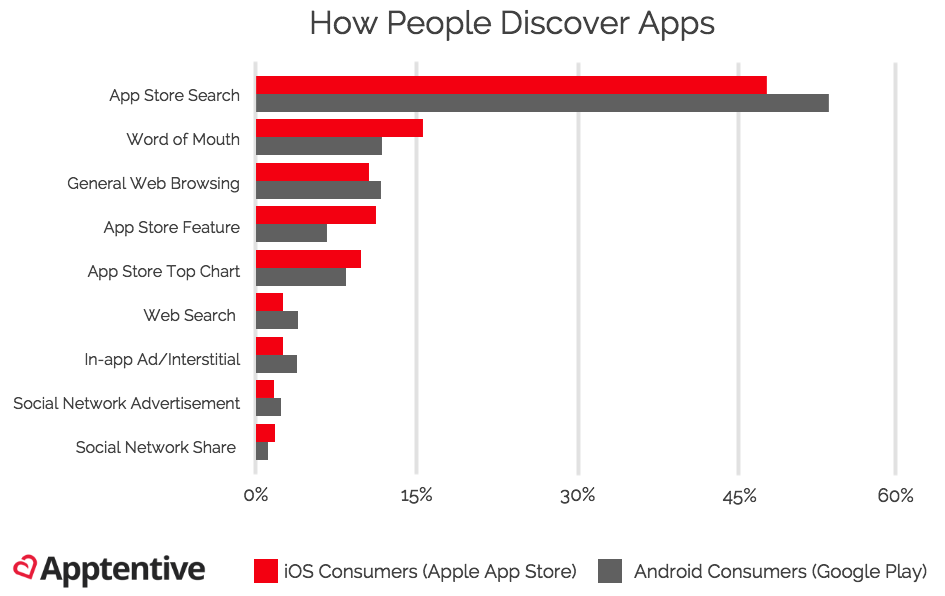 How People Discover Apps
App Store Search
Word of Mouth
General Web Browsing
App Store Feature
App Store Top Chart
Web Search
In-app Ad/Interstitial
Social Network Advertisement
Social Network Share
0% 15% 30% 45% 60%
Apptentive iOS Consumers (Apple App Store) Android Consumers (Google Play)